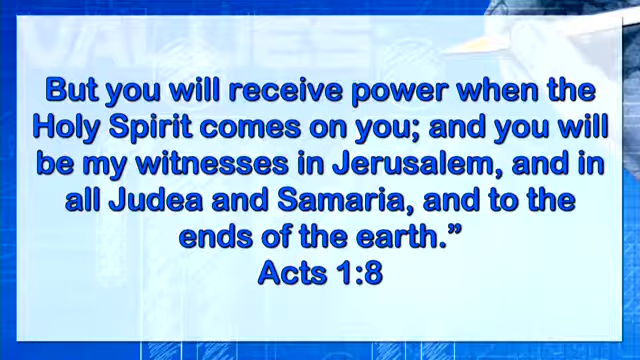 VALUES
But you will receive power when the
Holy Spirit comes on you; and you will
be my witnesses in Jerusalem, and in
all Judea and Samaria, and to the
ends of the earth.”
Acts 1:8